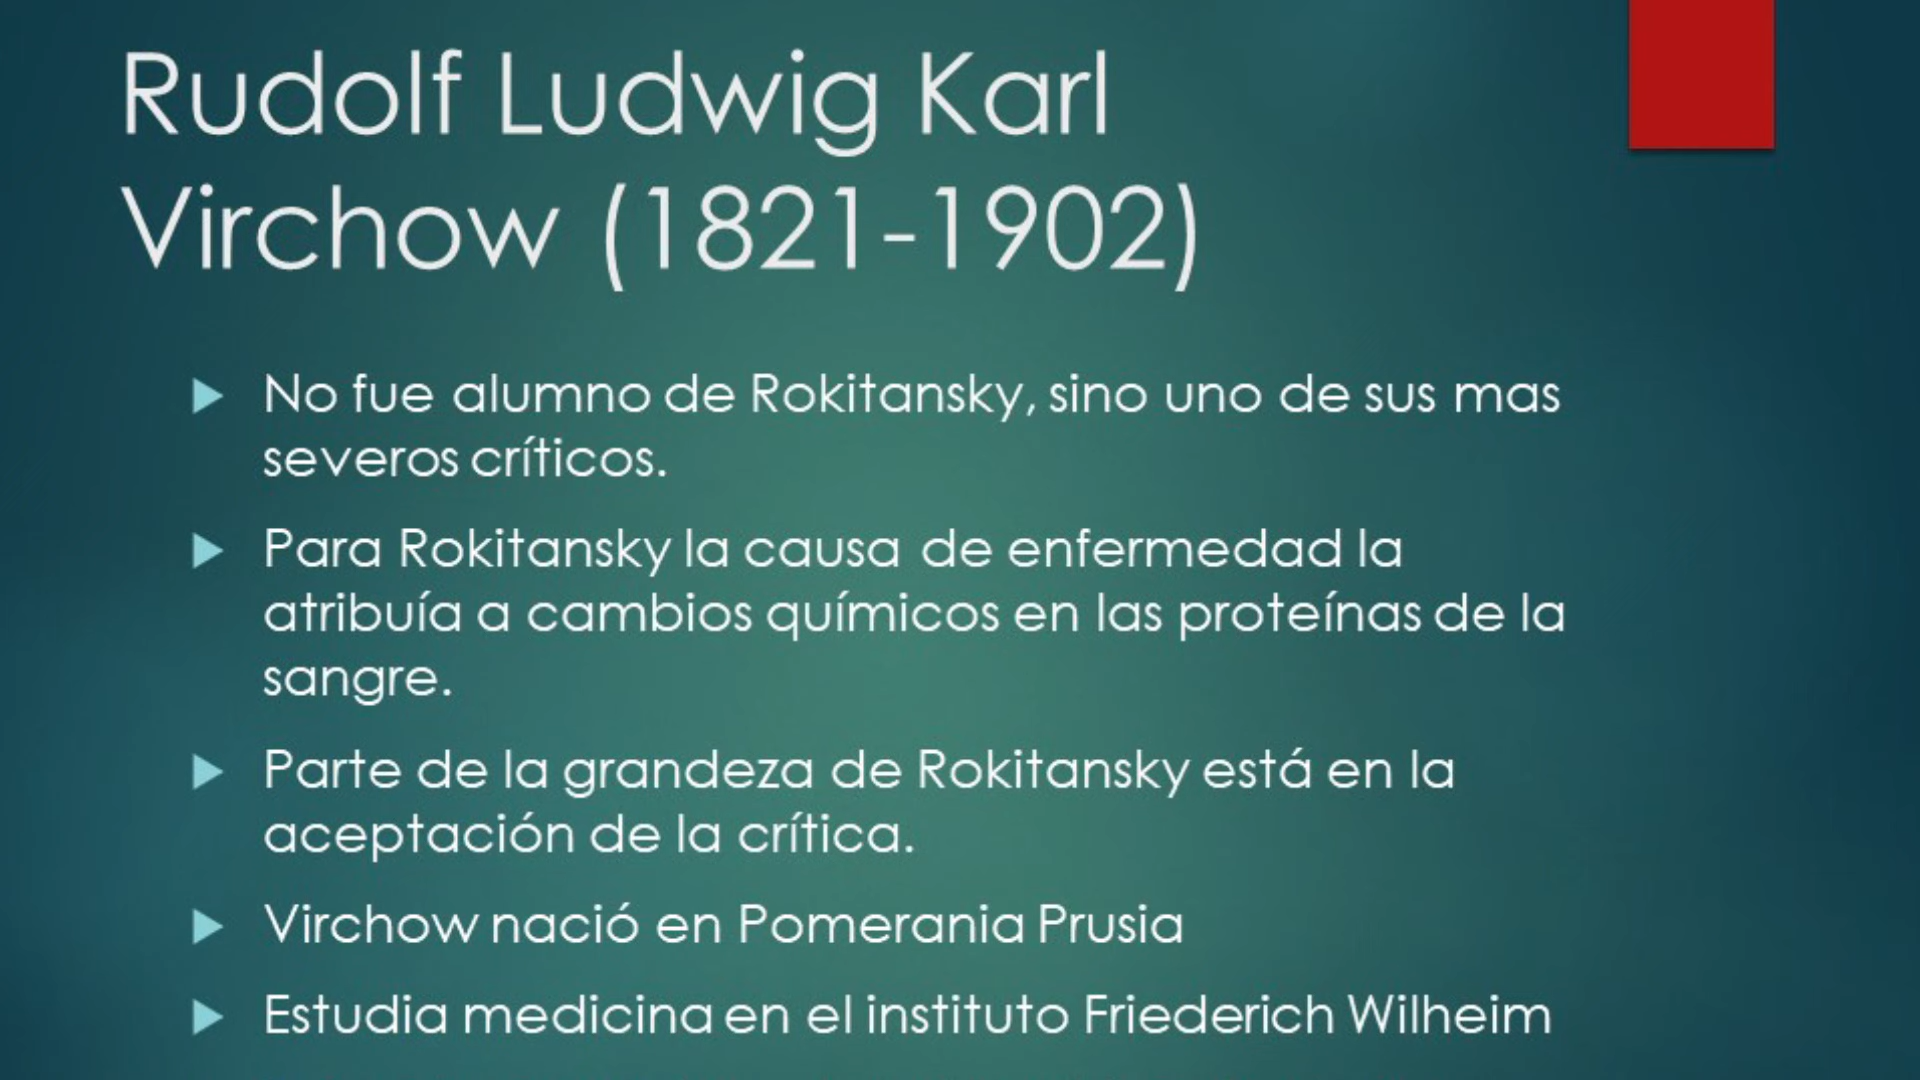 Rudolf Ludwig Karl
Virchow (1821-1902)
No fue alumno de Rokitansky, sino uno de sus mas
severos críticos.
Para Rokitansky la causa de enfermedad la
atribuía a cambios químicos en las proteínas de la
sangre.
Parte de la grandeza de Rokitansky está en la
aceptación de la crítica.
Virchow nació en Pomerania Prusia
Estudia medicina en el instituto Friederich Wilheim